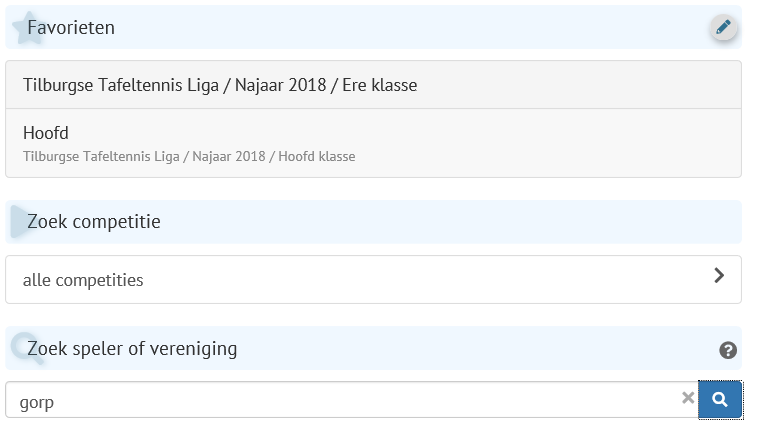 Favorieten
Tilburgse Tafeltennis Liga / Najaar 2018 / Ere klasse
Hoofd
Tilburgse Tafeltennis Liga / Najaar 2018 / Hoofd klasse
Zoek competitie
alle competities
Zoek speler of vereniging
gorp